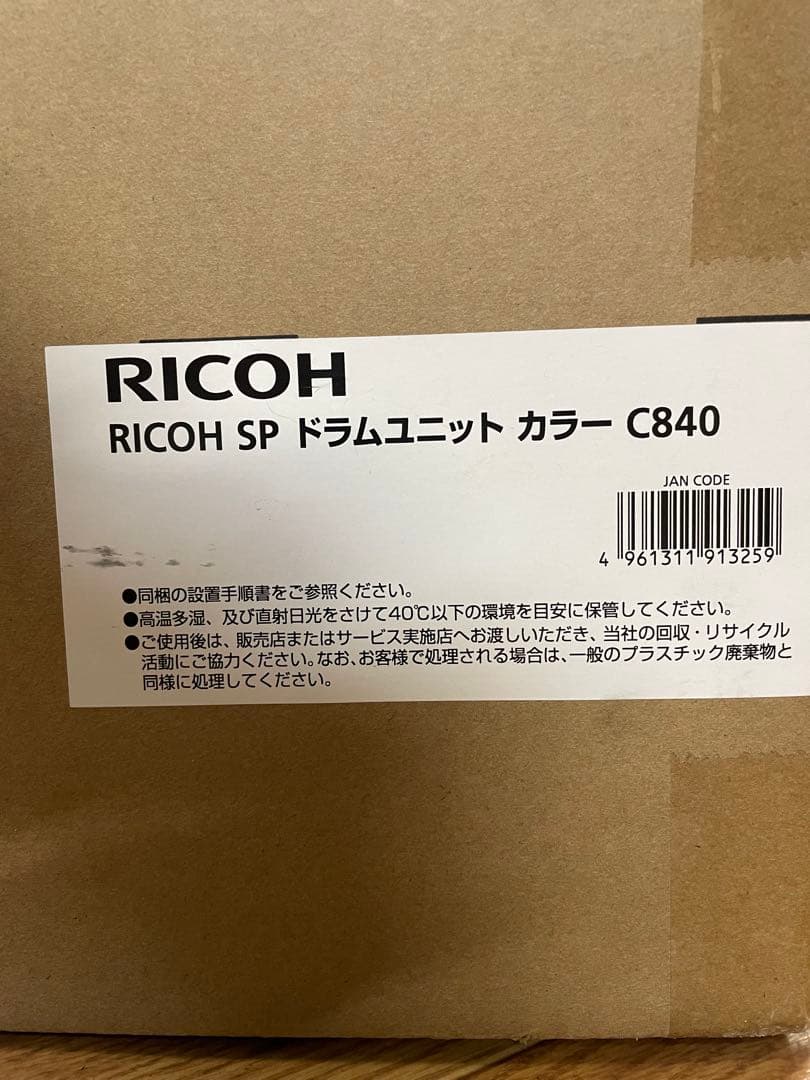 RICOH
RICOH SP ドラムユニット カラー C840
JAN CODE
4 961311 913259
●同梱の設置手順書をご参照ください。
●高温多湿、及び直射日光をさけて40℃以下の環境を目安に保管してください。
●ご使用後は、販売店またはサービス実施店へお渡しいただき、当社の回収・リサイクル
活動にご協力ください。なお、お客様で処理される場合は、一般のプラスチック廃棄物と
同様に処理してください。